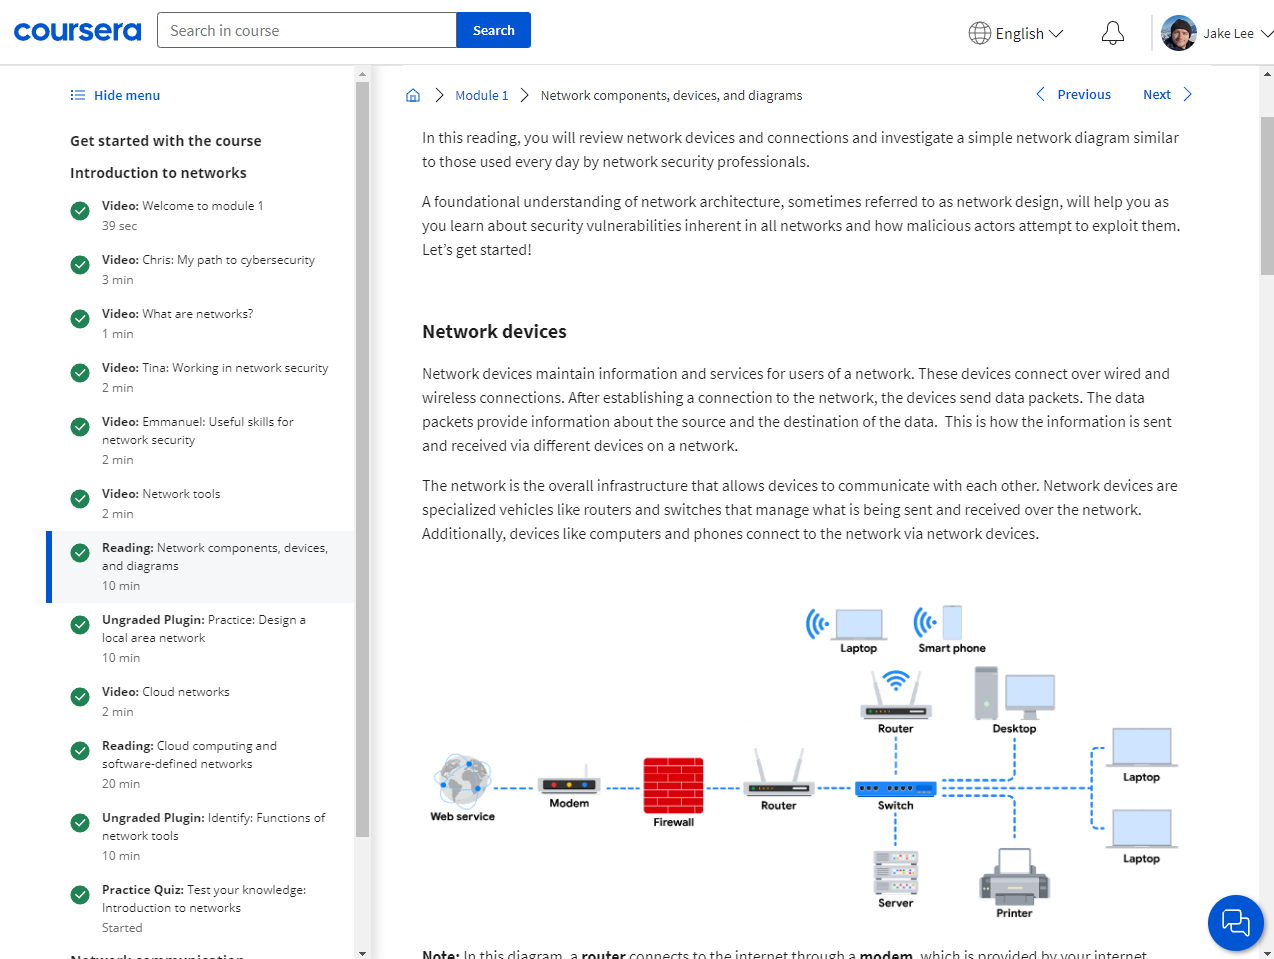 coursera
Search in course
Search
English
Jake Lee
Hide menu
Get started with the course
Introduction to networks
Video: Welcome to module 1
39 sec
Video: Chris: My path to cybersecurity
3 min
Video: What are networks?
1 min
Video: Tina: Working in network security
2 min
Video: Emmanuel: Useful skills for
network security
2 min
Video: Network tools
2 min
Reading: Network components, devices,
and diagrams
10 min
Ungraded Plugin: Practice: Design a
local area network
10 min
Video: Cloud networks
2 min
Reading: Cloud computing and
software-defined networks
20 min
Ungraded Plugin: Identify: Functions of
network tools
10 min
Practice Quiz: Test your knowledge:
Introduction to networks
Started
Network communication
Module 1
Network components, devices, and diagrams
Previous
Next
In this reading, you will review network devices and connections and investigate a simple network diagram similar
to those used every day by network security professionals.
A foundational understanding of network architecture, sometimes referred to as network design, will help you as
you learn about security vulnerabilities inherent in all networks and how malicious actors attempt to exploit them.
Let’s get started!
Network devices
Network devices maintain information and services for users of a network. These devices connect over wired and
wireless connections. After establishing a connection to the network, the devices send data packets. The data
packets provide information about the source and the destination of the data.  This is how the information is sent
and received via different devices on a network.
The network is the overall infrastructure that allows devices to communicate with each other. Network devices are
specialized vehicles like routers and switches that manage what is being sent and received over the network.
Additionally, devices like computers and phones connect to the network via network devices.
Laptop
Smart phone
Router
Desktop
Laptop
Web service
Modem
Firewall
Router
Switch
Laptop
Server
Printer
Note: In this diagram, a router connects to the internet through a modem, which is provided by your internet